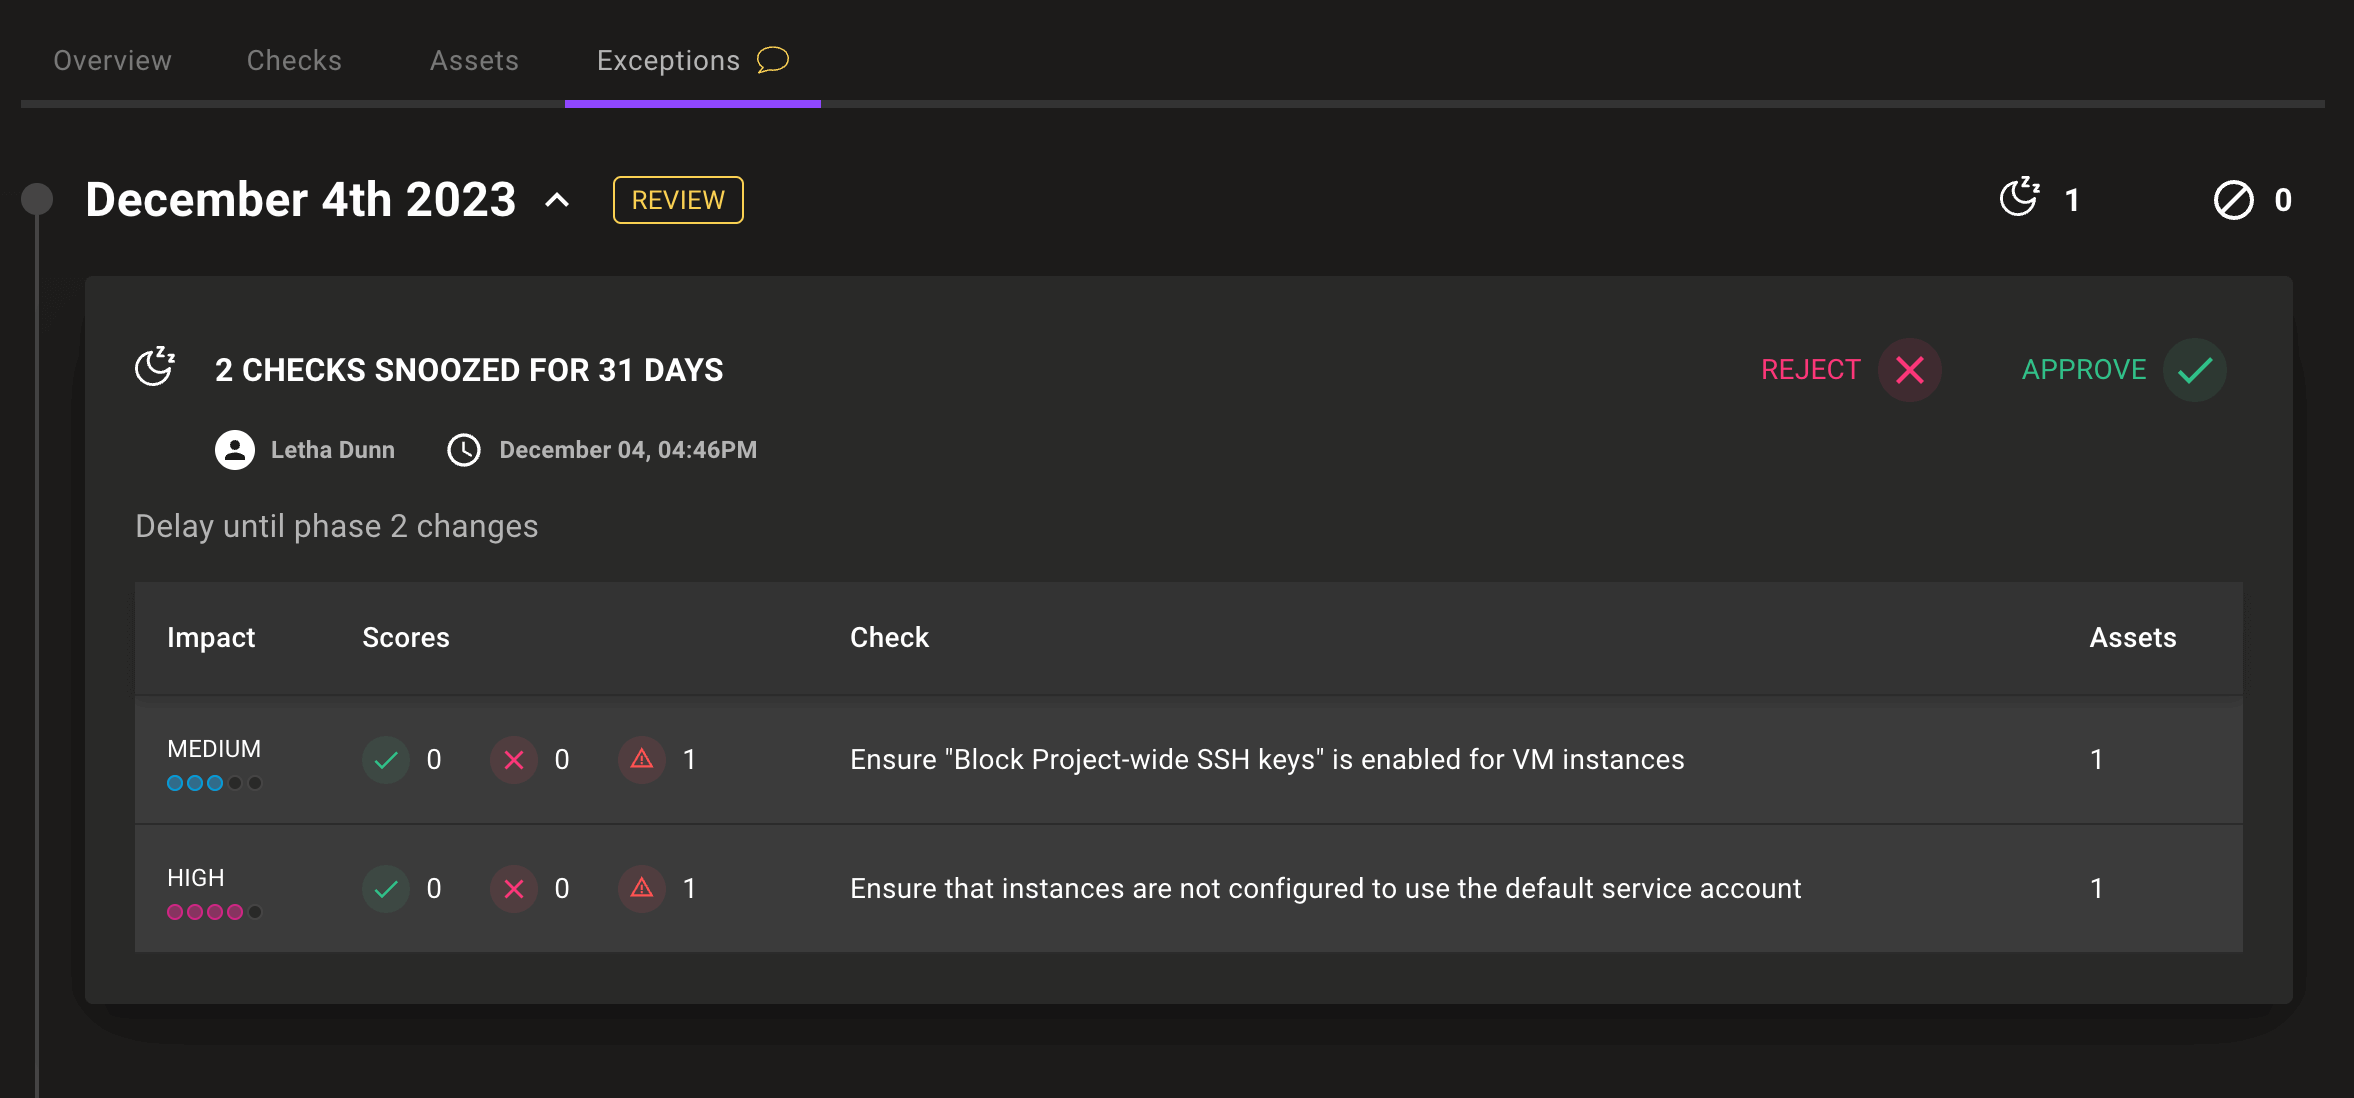 Overview Checks Assets Exceptions
December 4th 2023 REVIEW 1 0
2 CHECKS SNOOZED FOR 31 DAYS REJECT APPROVE
Letha Dunn December 04, 04:46PM
Delay until phase 2 changes
Impact Scores Check Assets
MEDIUM 0 0 1 Ensure "Block Project-wide SSH keys" is enabled for VM instances 1
HIGH 0 0 1 Ensure that instances are not configured to use the default service account 1